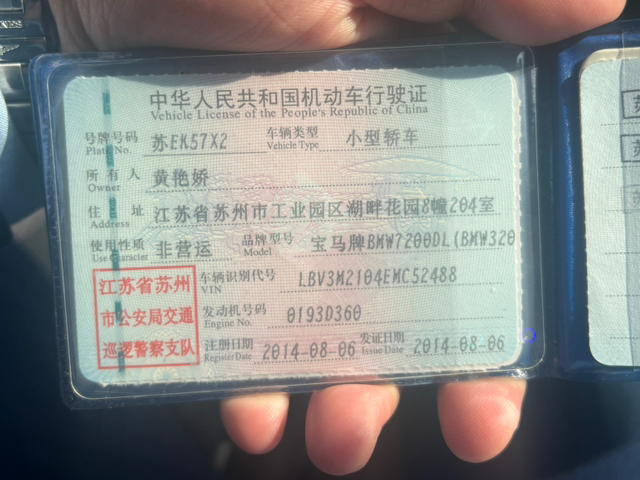 中华人民共和国机动车行驶证
Vehicle License of the People's Republic of China
号牌号码 苏EK57X2 车辆类型 小型轿车
Plate No. Vehicle Type
所有人 黄艳娇
Owner
住址 江苏省苏州市工业园区湖畔花园8幢204室
Address
使用性质 非营运 品牌型号 宝马牌BMW7200DL(BMW320
Use Character Model
江苏省苏州
市公安局交通
巡逻警察支队
车辆识别代号 LBV3M2104EMC52488
VIN
发动机号码 0193D360
Engine No.
注册日期 2014-08-06 发证日期 2014-08-06
Register Date Issue Date